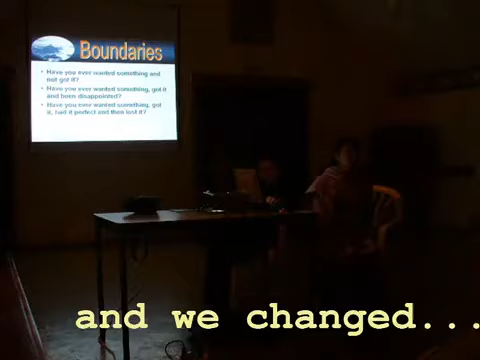 Boundaries
• Have you ever wanted something and
not got it?
• Have you ever wanted something, got it
and been disappointed?
• Have you ever wanted something, got
it, had it perfect and then lost it?
and we changed...